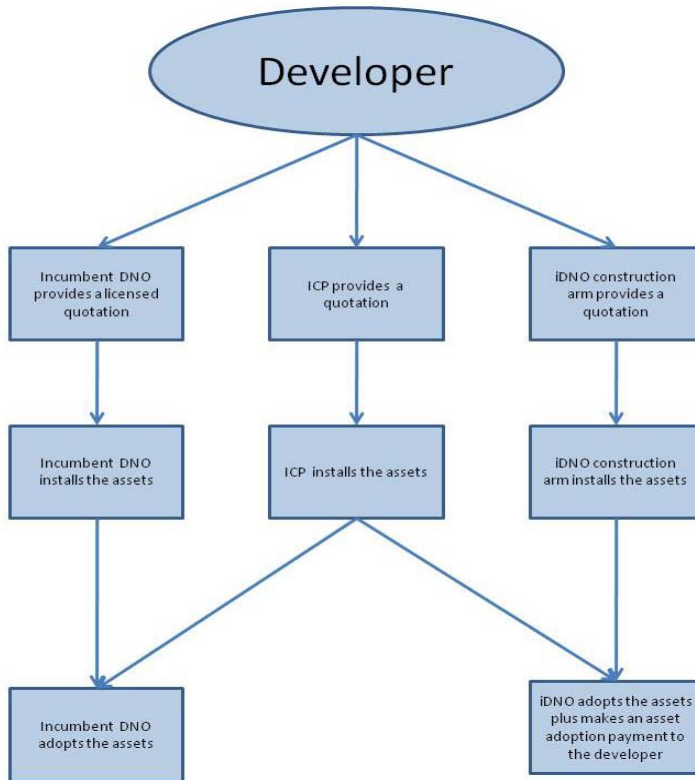 Developer
Incumbent DNO
provides a licensed
quotation
ICP provides a
quotation
iDNO construction
arm provides a
quotation
Incumbent DNO
installs the assets
ICP installs the assets
iDNO construction
arm installs the assets
Incumbent DNO
adopts the assets
iDNO adopts the assets
plus makes an asset
adoption payment to
the developer